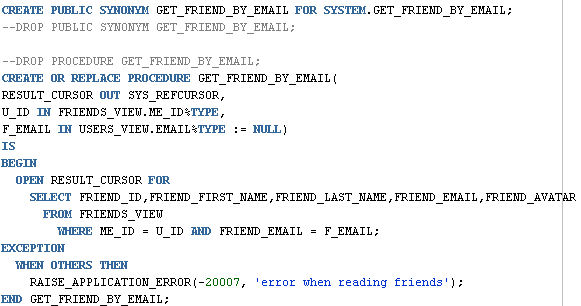 CREATE PUBLIC SYNONYM GET_FRIEND_BY_EMAIL FOR SYSTEM.GET_FRIEND_BY_EMAIL;
--DROP PUBLIC SYNONYM GET_FRIEND_BY_EMAIL;

--DROP PROCEDURE GET_FRIEND_BY_EMAIL;
CREATE OR REPLACE PROCEDURE GET_FRIEND_BY_EMAIL(
RESULT_CURSOR OUT SYS_REFCURSOR,
U_ID IN FRIENDS_VIEW.ME_ID%TYPE,
F_EMAIL IN USERS_VIEW.EMAIL%TYPE := NULL)
IS
BEGIN
  OPEN RESULT_CURSOR FOR
    SELECT FRIEND_ID,FRIEND_FIRST_NAME,FRIEND_LAST_NAME,FRIEND_EMAIL,FRIEND_AVATAR
      FROM FRIENDS_VIEW
        WHERE ME_ID = U_ID AND FRIEND_EMAIL = F_EMAIL;
EXCEPTION
  WHEN OTHERS THEN
    RAISE_APPLICATION_ERROR(-20007, 'error when reading friends');
END GET_FRIEND_BY_EMAIL;